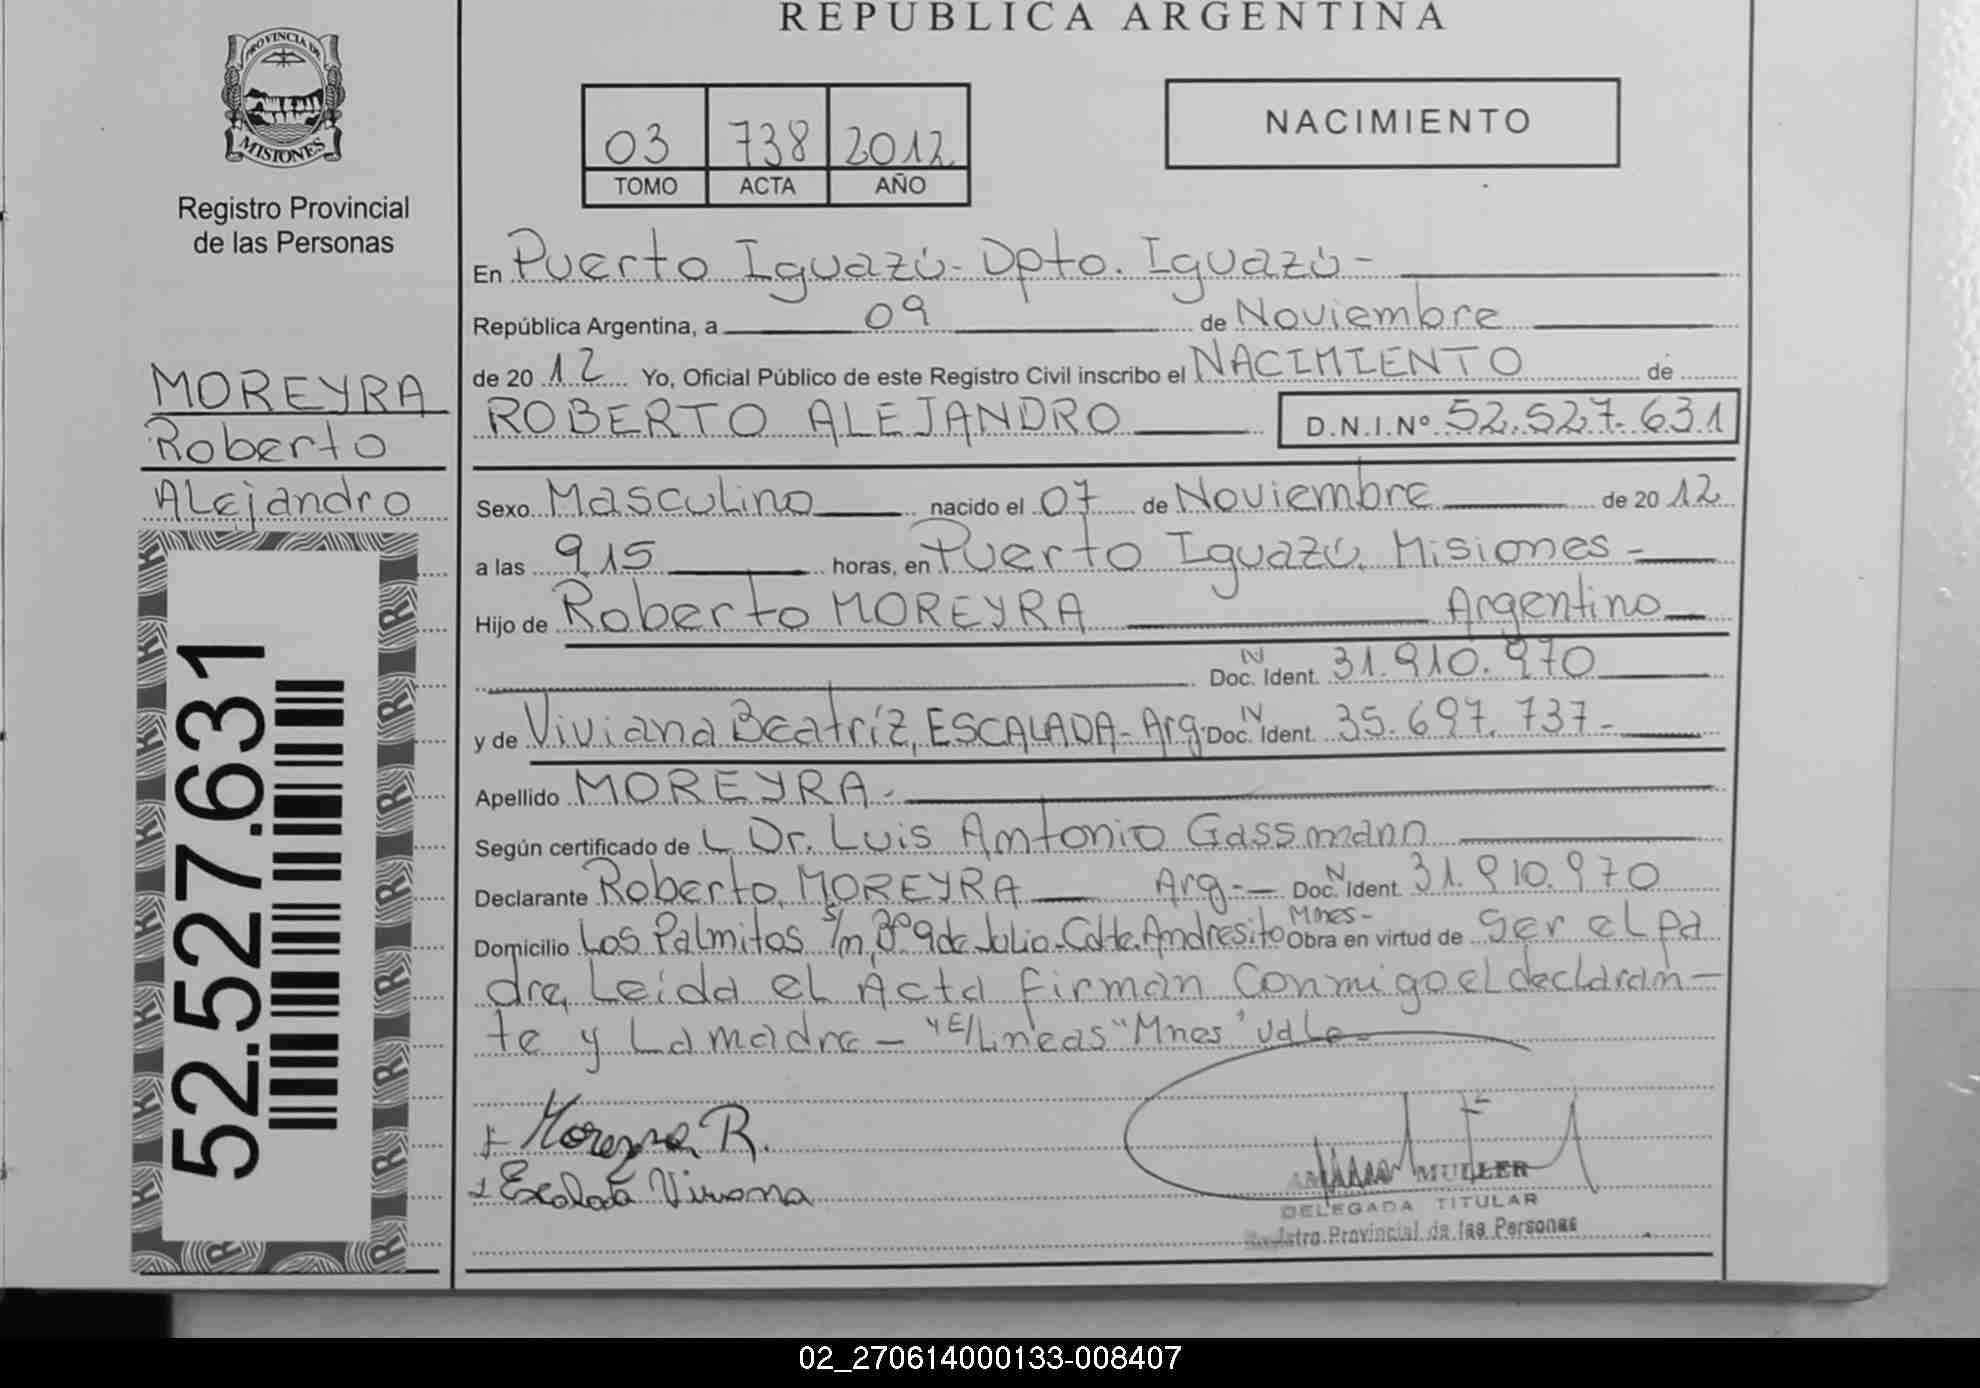 REPUBLICA ARGENTINA
PROVINCIA DE
MISIONES
Registro Provincial
de las Personas
03 738 2012
TOMO ACTA AÑO
NACIMIENTO
En Puerto Iguazú - Dpto. Iguazú -
República Argentina, a 09 de Noviembre
de 2012 Yo, Oficial Público de este Registro Civil inscribo el NACIMIENTO de
ROBERTO ALEJANDRO D.N.I.Nº 52.527.631
MOREYRA
Roberto
ALejandro
Sexo Masculino nacido el 07 de Noviembre de 2012
a las 9,15 horas, en Puerto Iguazú, Misiones -
Hijo de Roberto MOREYRA Argentino
Doc. N Ident. 31.910.970
y de Viviana Beatríz, ESCALADA - Arg. Doc. N Ident. 35.697.737-
Apellido MOREYRA -
Según certificado de L Dr. Luis Antonio Gassmann
Declarante Roberto, MOREYRA Arg.- Doc. N Ident. 31.910.970
Domicilio Los Palmitos s/n, Bº 9 de Julio - Cdte. Andresito Mnes- Obra en virtud de ser el pa
dre, Leída el Acta firman conmigo el declaran-
te y La madre - "E/Líneas "Mnes" vale
Moreyra R.
Escalada Viviana
MULLER
DELEGADA TITULAR
Registro Provincial de las Personas
52.527.631
02_270614000133-008407